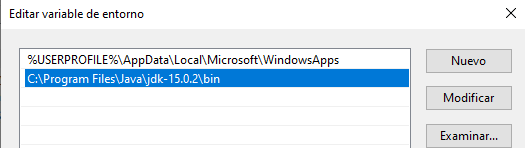 Editar variable de entorno
%USERPROFILE%\AppData\Local\Microsoft\WindowsApps
Nuevo
C:\Program Files\Java\jdk-15.0.2\bin
Modificar
Examinar...